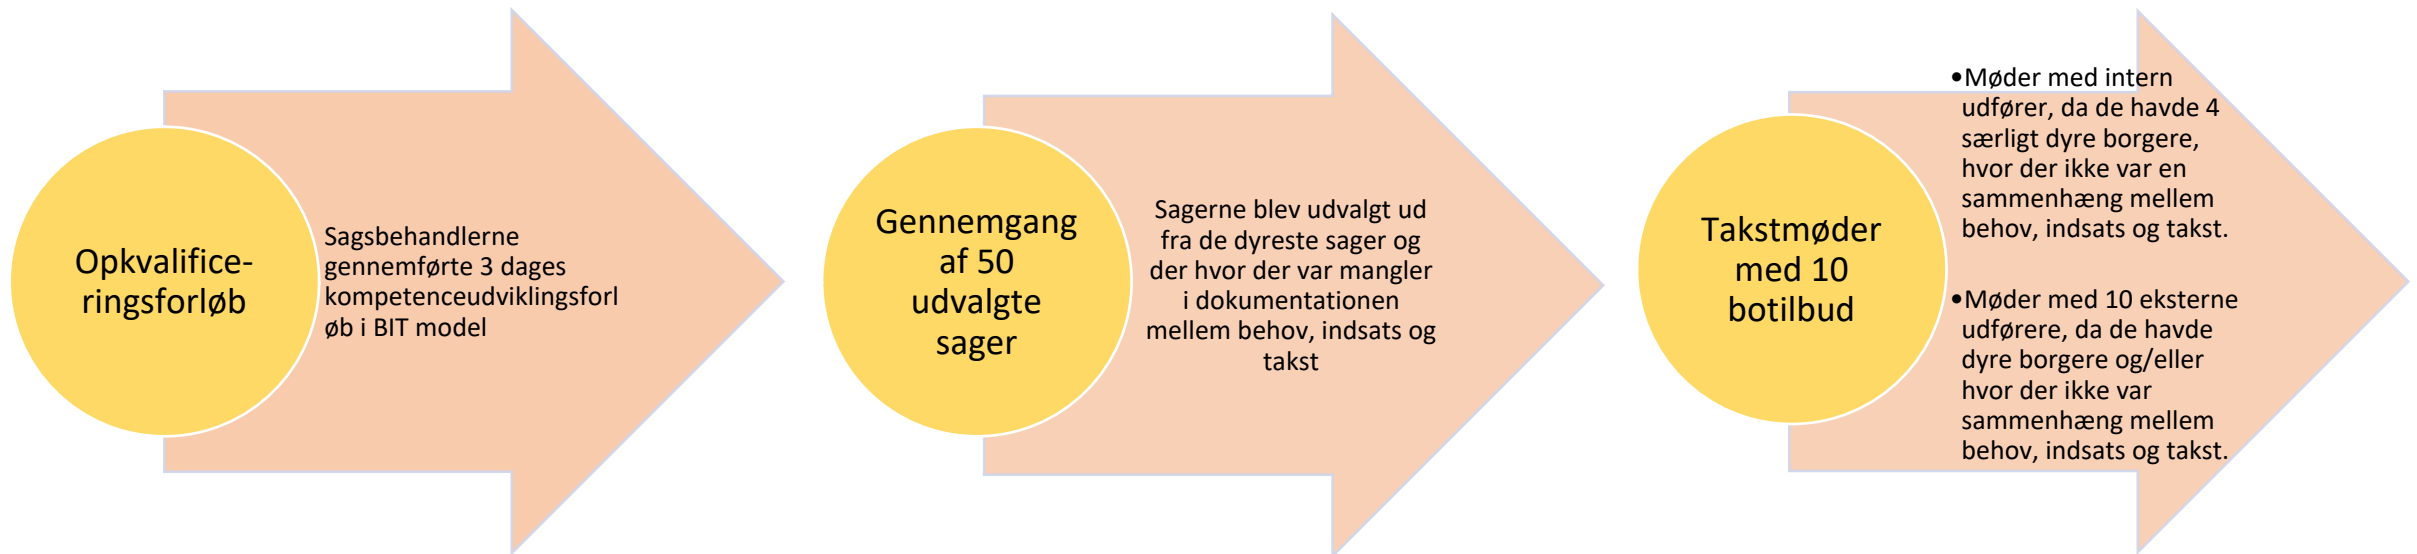 Opkvalifice-
ringsforløb
Sagsbehandlerne
gennemførte 3 dages
kompetenceudviklingsforl
øb i BIT model
Gennemgang
af 50
udvalgte
sager
Sagerne blev udvalgt ud
fra de dyreste sager og
der hvor der var mangler
i dokumentationen
mellem behov, indsats og
takst
Takstmøder
med 10
botilbud
•Møder med intern
udfører, da de havde 4
særligt dyre borgere,
hvor der ikke var en
sammenhæng mellem
behov, indsats og takst.
•Møder med 10 eksterne
udførere, da de havde
dyre borgere og/eller
hvor der ikke var
sammenhæng mellem
behov, indsats og takst.